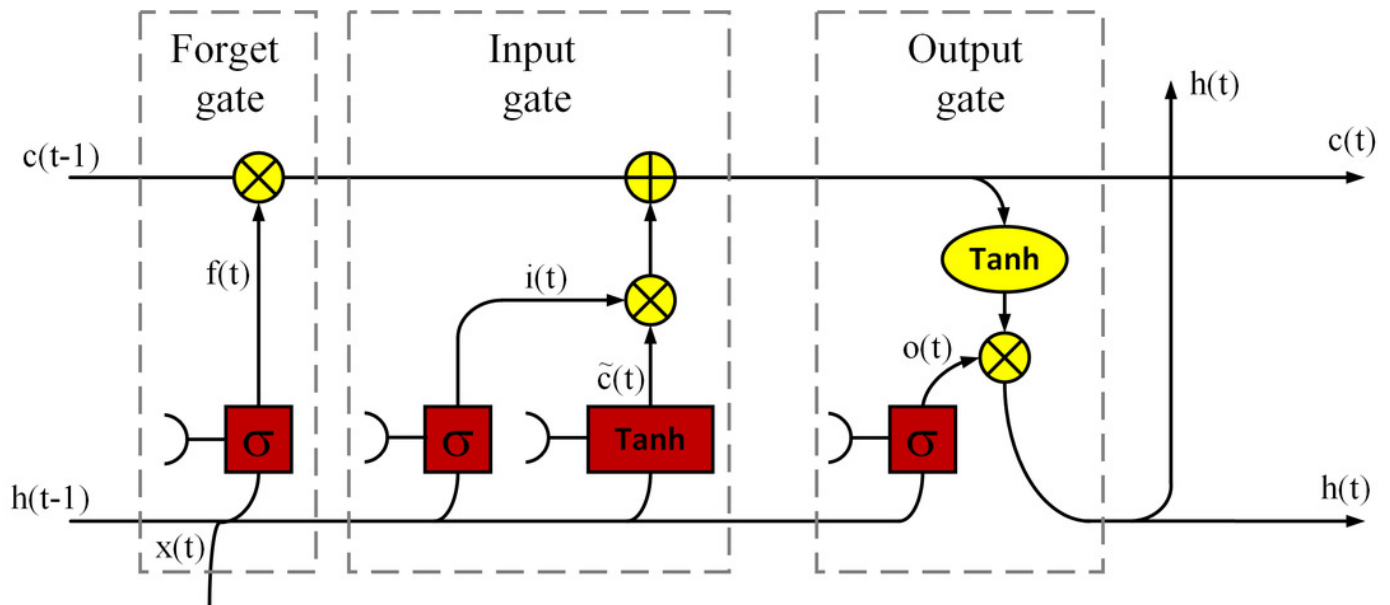 Forget
gate
Input
gate
Output
gate
h(t)
c(t-1)
c(t)
f(t)
i(t)
Tanh
c̃(t)
o(t)
σ
σ
Tanh
σ
h(t-1)
h(t)
x(t)